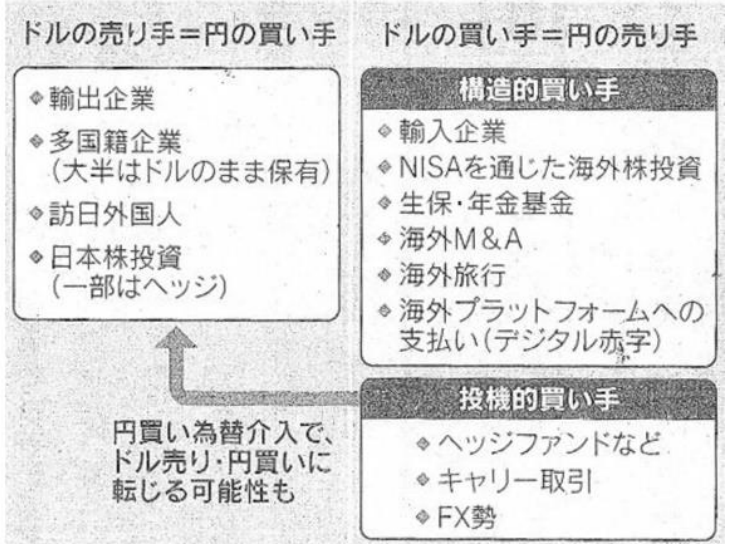 ドルの売り手＝円の買い手
◆輸出企業
◆多国籍企業
（大半はドルのまま保有）
◆訪日外国人
◆日本株投資
（一部はヘッジ）
ドルの買い手＝円の売り手
構造的買い手
◆輸入企業
◆NISAを通じた海外株投資
◆生保・年金基金
◆海外M&A
◆海外旅行
◆海外プラットフォームへの
支払い（デジタル赤字）
投機的買い手
◆ヘッジファンドなど
◆キャリー取引
◆FX勢
円買い為替介入で、
ドル売り・円買いに
転じる可能性も